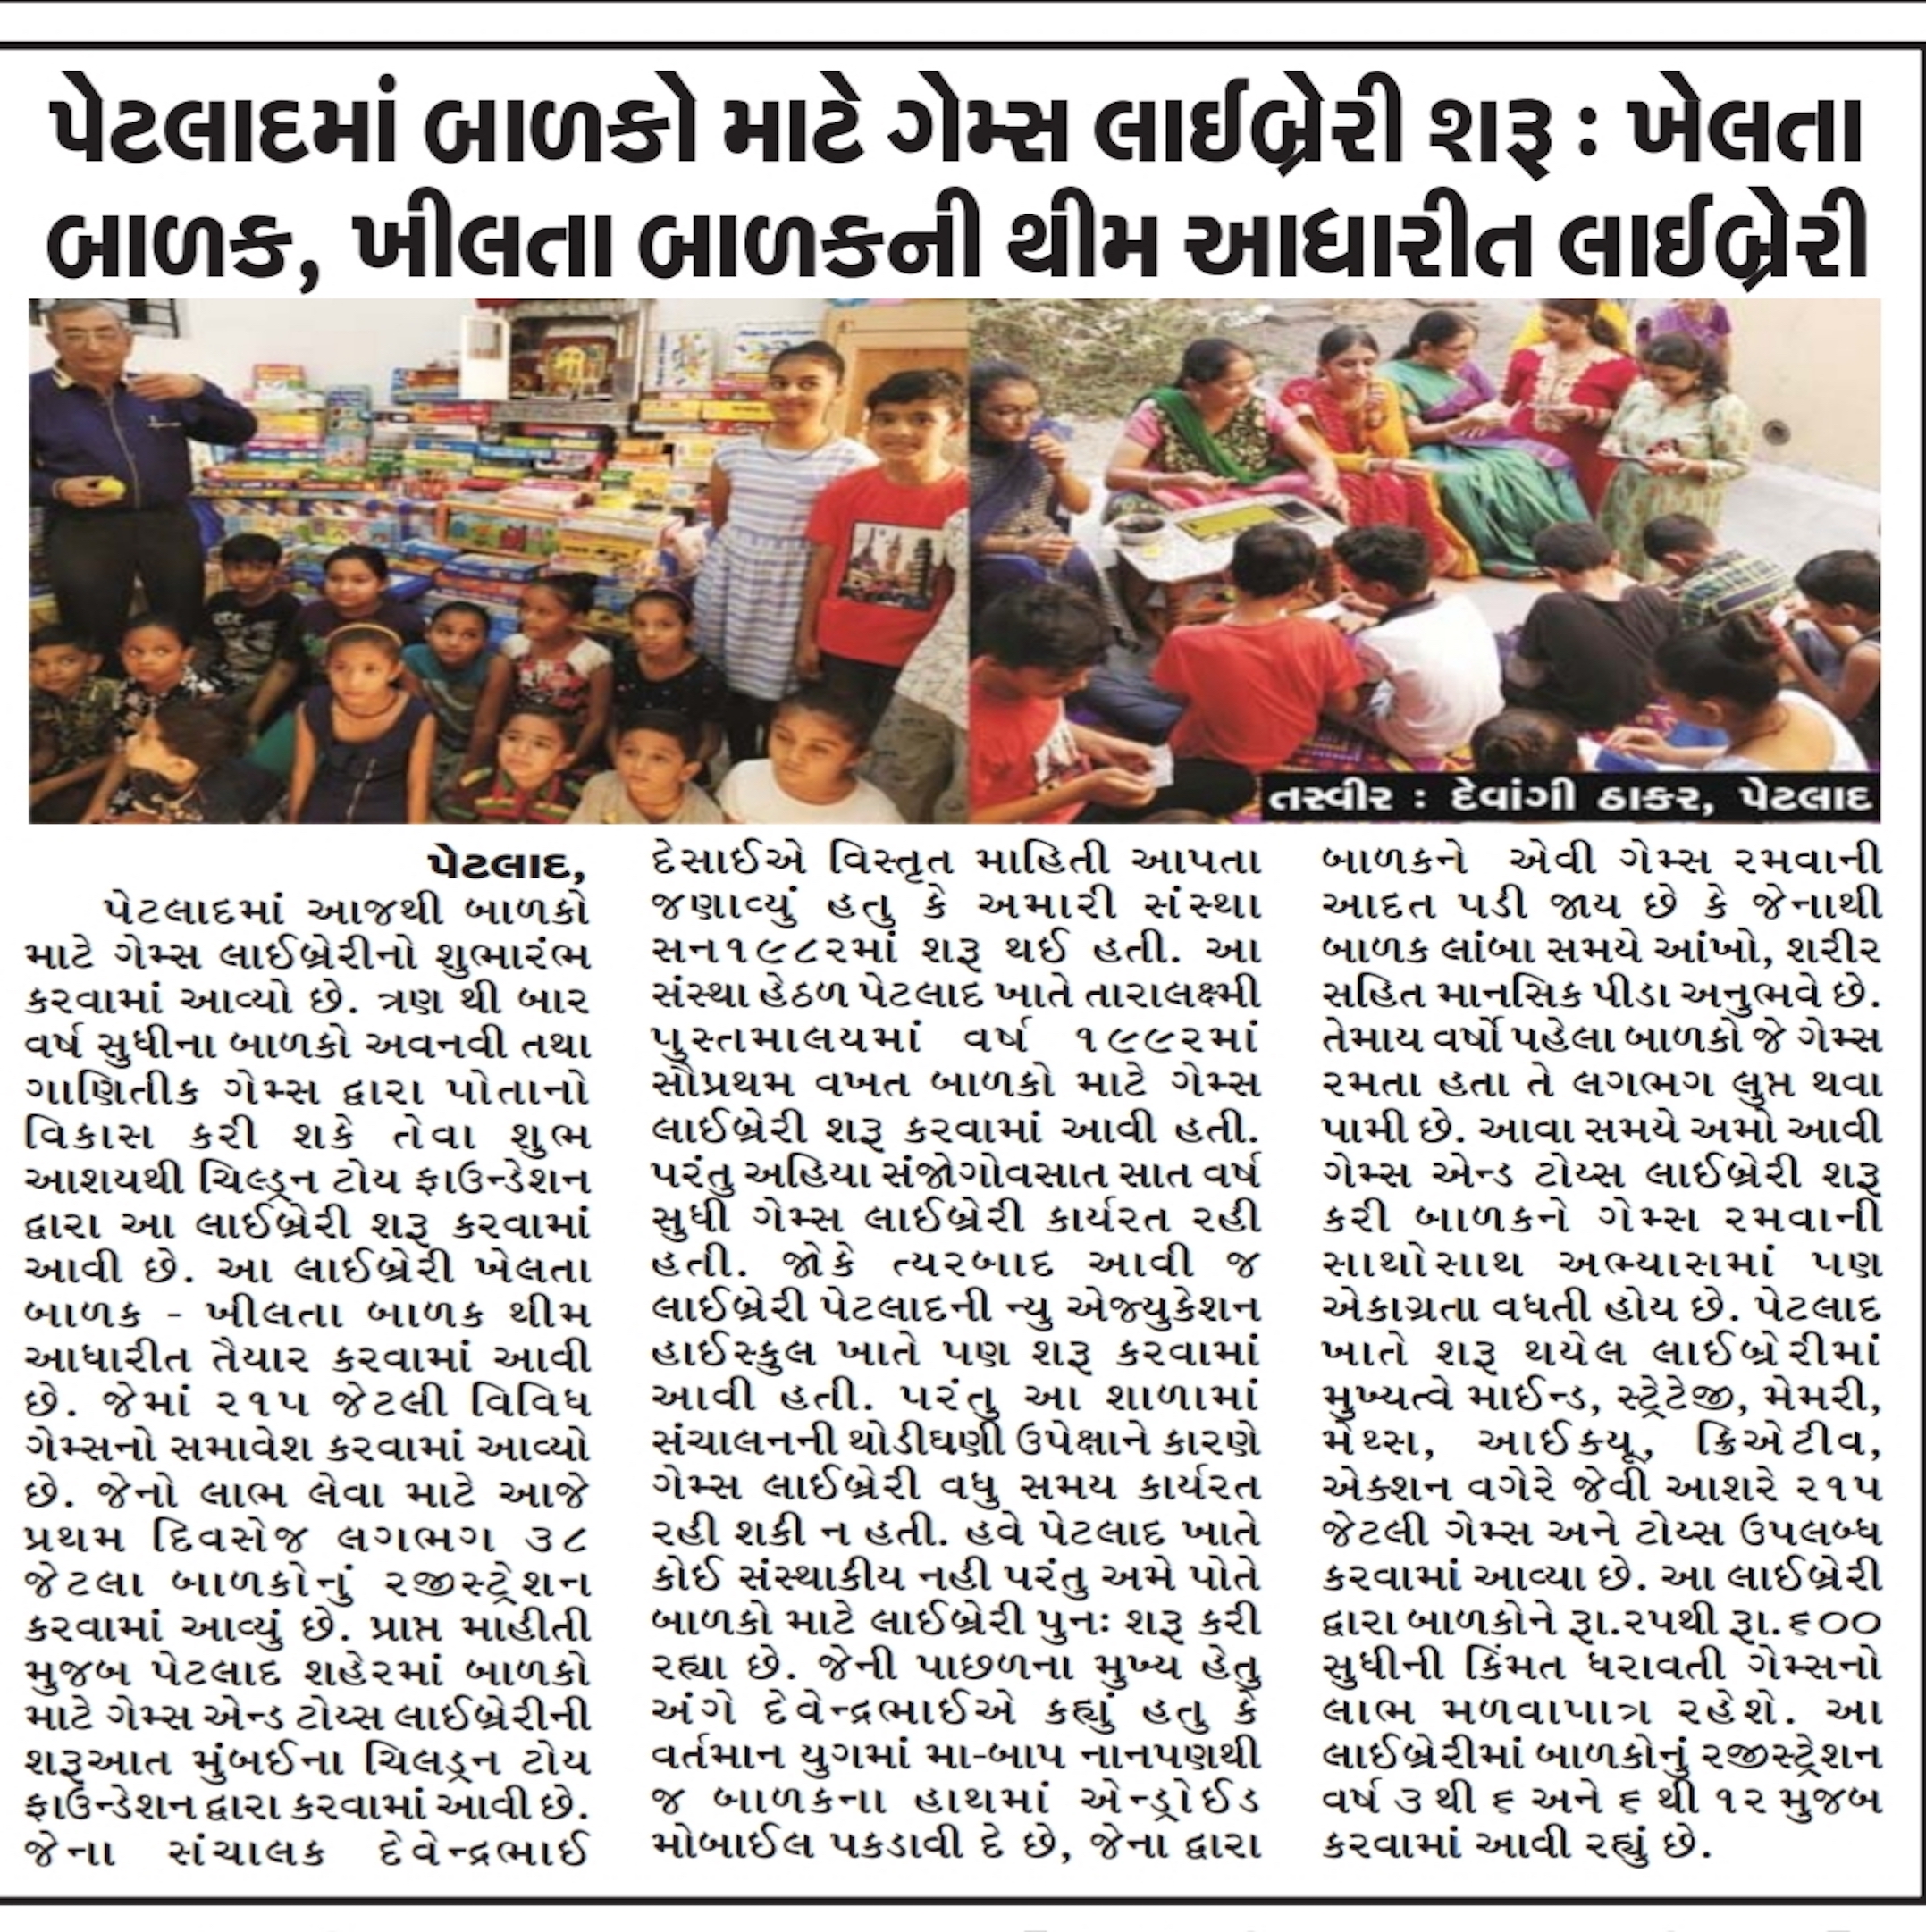 પેટલાદમાં બાળકો માટે ગેમ્સ લાઈબ્રેરી શરૂ : ખેલતા
બાળક, ખીલતા બાળકની થીમ આધારીત લાઈબ્રેરી
તસ્વીર : દેવાંગી ઠાકર, પેટલાદ
પેટલાદ,
પેટલાદમાં આજથી બાળકો
માટે ગેમ્સ લાઈબ્રેરીનો શુભારંભ
કરવામાં આવ્યો છે. ત્રણ થી બાર
વર્ષ સુધીના બાળકો અવનવી તથા
ગાણિતીક ગેમ્સ દ્વારા પોતાનો
વિકાસ કરી શકે તેવા શુભ
આશયથી ચિલ્ડ્રન ટોય ફાઉન્ડેશન
દ્વારા આ લાઈબ્રેરી શરૂ કરવામાં
આવી છે. આ લાઈબ્રેરી ખેલતા
બાળક - ખીલતા બાળક થીમ
આધારીત તૈયાર કરવામાં આવી
છે. જેમાં ૨૧૫ જેટલી વિવિધ
ગેમ્સનો સમાવેશ કરવામાં આવ્યો
છે. જેનો લાભ લેવા માટે આજે
પ્રથમ દિવસેજ લગભગ ૩૮
જેટલા બાળકોનું રજીસ્ટ્રેશન
કરવામાં આવ્યું છે. પ્રાપ્ત માહીતી
મુજબ પેટલાદ શહેરમાં બાળકો
માટે ગેમ્સ એન્ડ ટોય્સ લાઈબ્રેરીની
શરૂઆત મુંબઈના ચિલડ્રન ટોય
ફાઉન્ડેશન દ્વારા કરવામાં આવી છે.
જેના સંચાલક દેવેન્દ્રભાઈ
દેસાઈએ વિસ્તૃત માહિતી આપતા
જણાવ્યું હતુ કે અમારી સંસ્થા
સન૧૯૮૨માં શરૂ થઈ હતી. આ
સંસ્થા હેઠળ પેટલાદ ખાતે તારાલક્ષ્મી
પુસ્તમાલયમાં વર્ષ ૧૯૯૨માં
સૌપ્રથમ વખત બાળકો માટે ગેમ્સ
લાઈબ્રેરી શરૂ કરવામાં આવી હતી.
પરંતુ અહિયા સંજોગોવસાત સાત વર્ષ
સુધી ગેમ્સ લાઈબ્રેરી કાર્યરત રહી
હતી. જોકે ત્યરબાદ આવી જ
લાઈબ્રેરી પેટલાદની ન્યુ એજ્યુકેશન
હાઈસ્કુલ ખાતે પણ શરૂ કરવામાં
આવી હતી. પરંતુ આ શાળામાં
સંચાલનની થોડીઘણી ઉપેક્ષાને કારણે
ગેમ્સ લાઈબ્રેરી વધુ સમય કાર્યરત
રહી શકી ન હતી. હવે પેટલાદ ખાતે
કોઈ સંસ્થાકીય નહી પરંતુ અમે પોતે
બાળકો માટે લાઈબ્રેરી પુનઃ શરૂ કરી
રહ્યા છે. જેની પાછળના મુખ્ય હેતુ
અંગે દેવેન્દ્રભાઈએ કહ્યું હતુ કે
વર્તમાન યુગમાં મા-બાપ નાનપણથી
જ બાળકના હાથમાં એન્ડ્રોઈડ
મોબાઈલ પકડાવી દે છે, જેના દ્વારા
બાળકને એવી ગેમ્સ રમવાની
આદત પડી જાય છે કે જેનાથી
બાળક લાંબા સમયે આંખો, શરીર
સહિત માનસિક પીડા અનુભવે છે.
તેમાય વર્ષો પહેલા બાળકો જે ગેમ્સ
રમતા હતા તે લગભગ લુપ્ત થવા
પામી છે. આવા સમયે અમો આવી
ગેમ્સ એન્ડ ટોય્સ લાઈબ્રેરી શરૂ
કરી બાળકને ગેમ્સ રમવાની
સાથોસાથ અભ્યાસમાં પણ
એકાગ્રતા વધતી હોય છે. પેટલાદ
ખાતે શરૂ થયેલ લાઈબ્રેરીમાં
મુખ્યત્વે માઈન્ડ, સ્ટ્રેટેજી, મેમરી,
મેથ્સ, આઈક્યૂ, ક્રિએટીવ,
એક્શન વગેરે જેવી આશરે ૨૧૫
જેટલી ગેમ્સ અને ટોય્સ ઉપલબ્ધ
કરવામાં આવ્યા છે. આ લાઈબ્રેરી
દ્વારા બાળકોને રૂા.૨૫થી રૂા.૬૦૦
સુધીની કિંમત ધરાવતી ગેમ્સનો
લાભ મળવાપાત્ર રહેશે. આ
લાઈબ્રેરીમાં બાળકોનું રજીસ્ટ્રેશન
વર્ષ ૩ થી ૬ અને ૬ થી ૧૨ મુજબ
કરવામાં આવી રહ્યું છે.